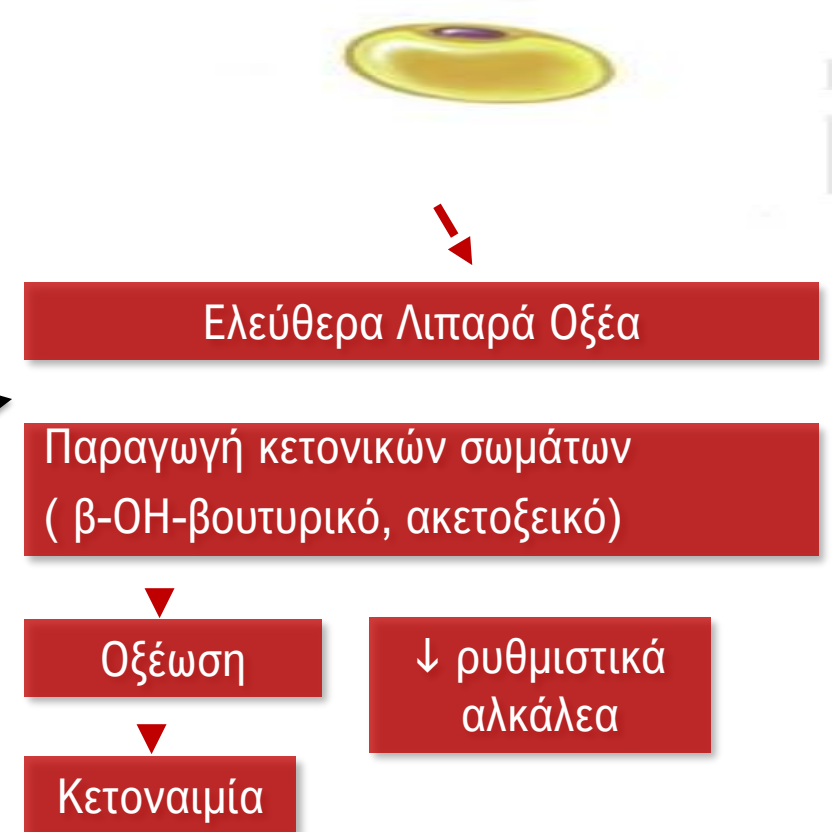 Ελεύθερα Λιπαρά Οξέα
Παραγωγή κετονικών σωμάτων
( β-ΟΗ-βουτυρικό, ακετοξεικό)
Οξέωση
↓ ρυθμιστικά
αλκάλεα
Κετοναιμία